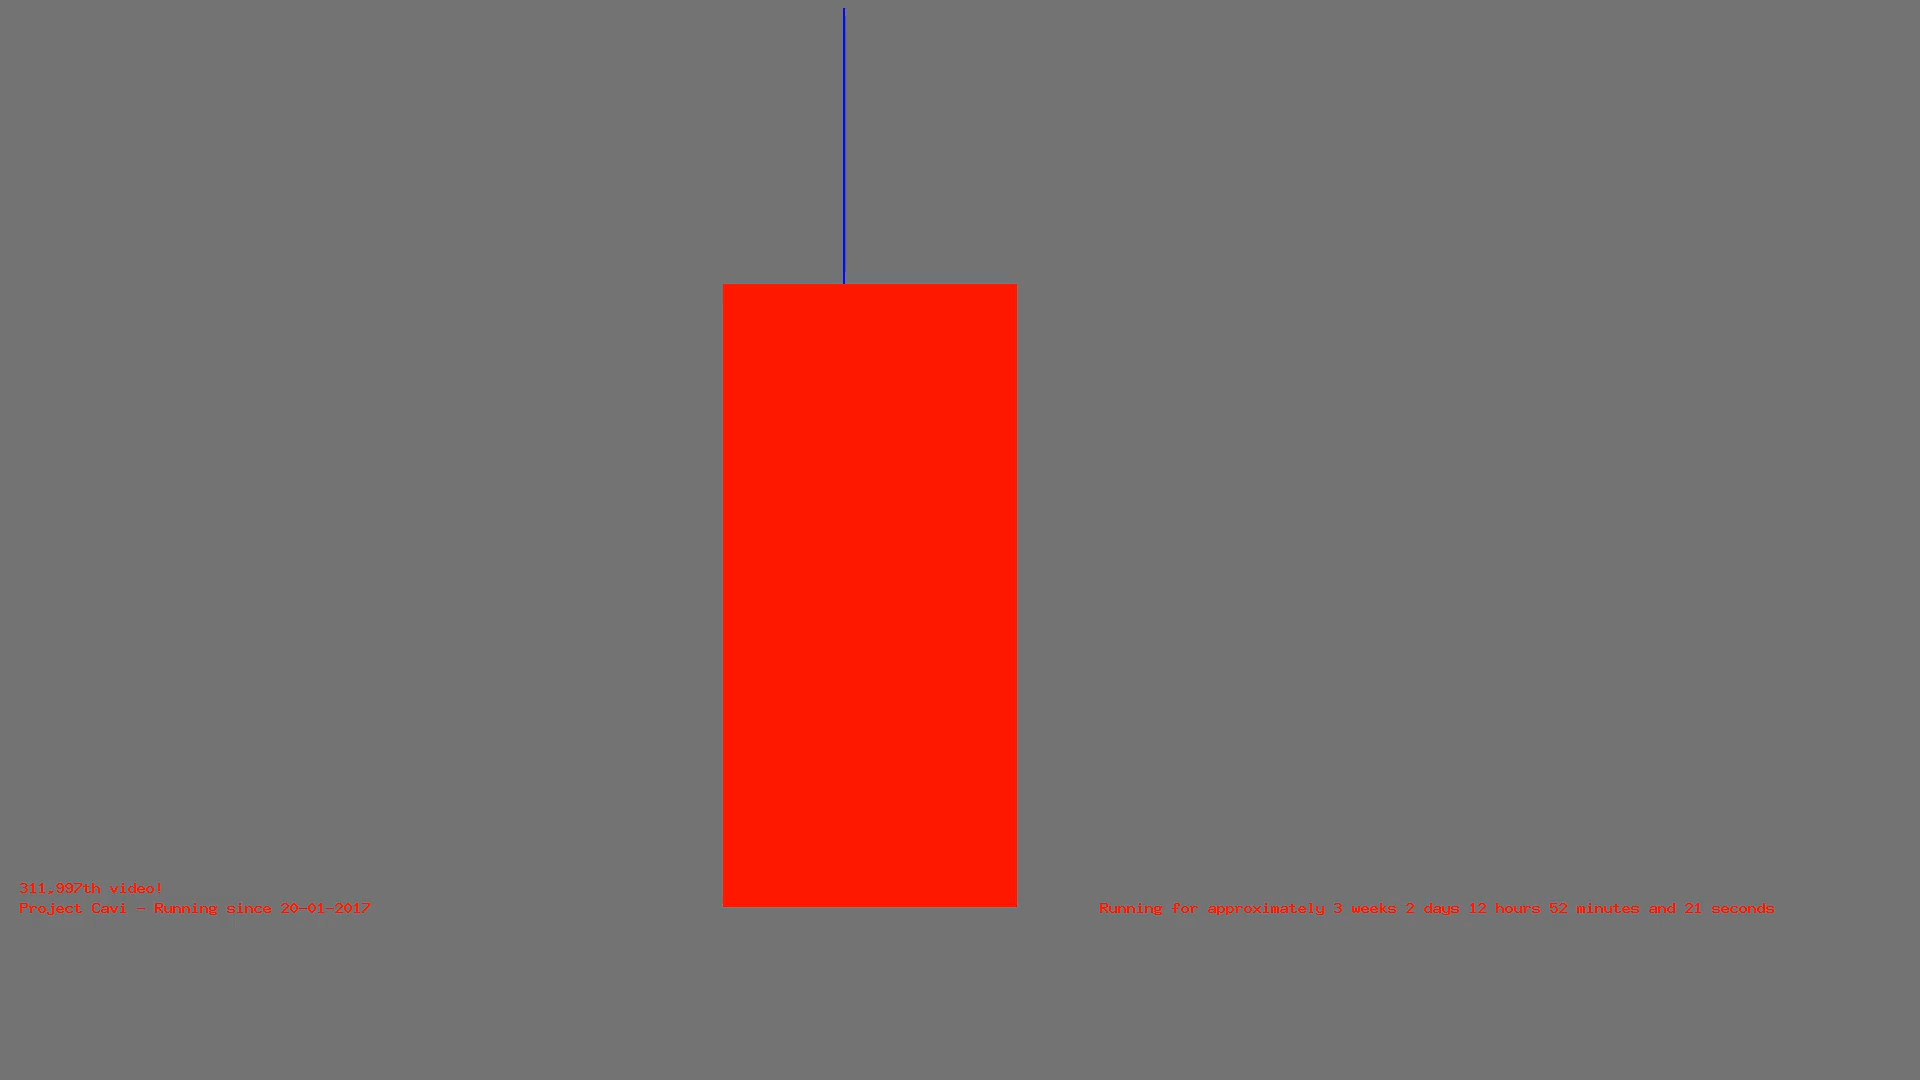 311,997th video!
Project Cavi - Running since 20-01-2017
Running for approximately 3 weeks 2 days 12 hours 52 minutes and 21 seconds